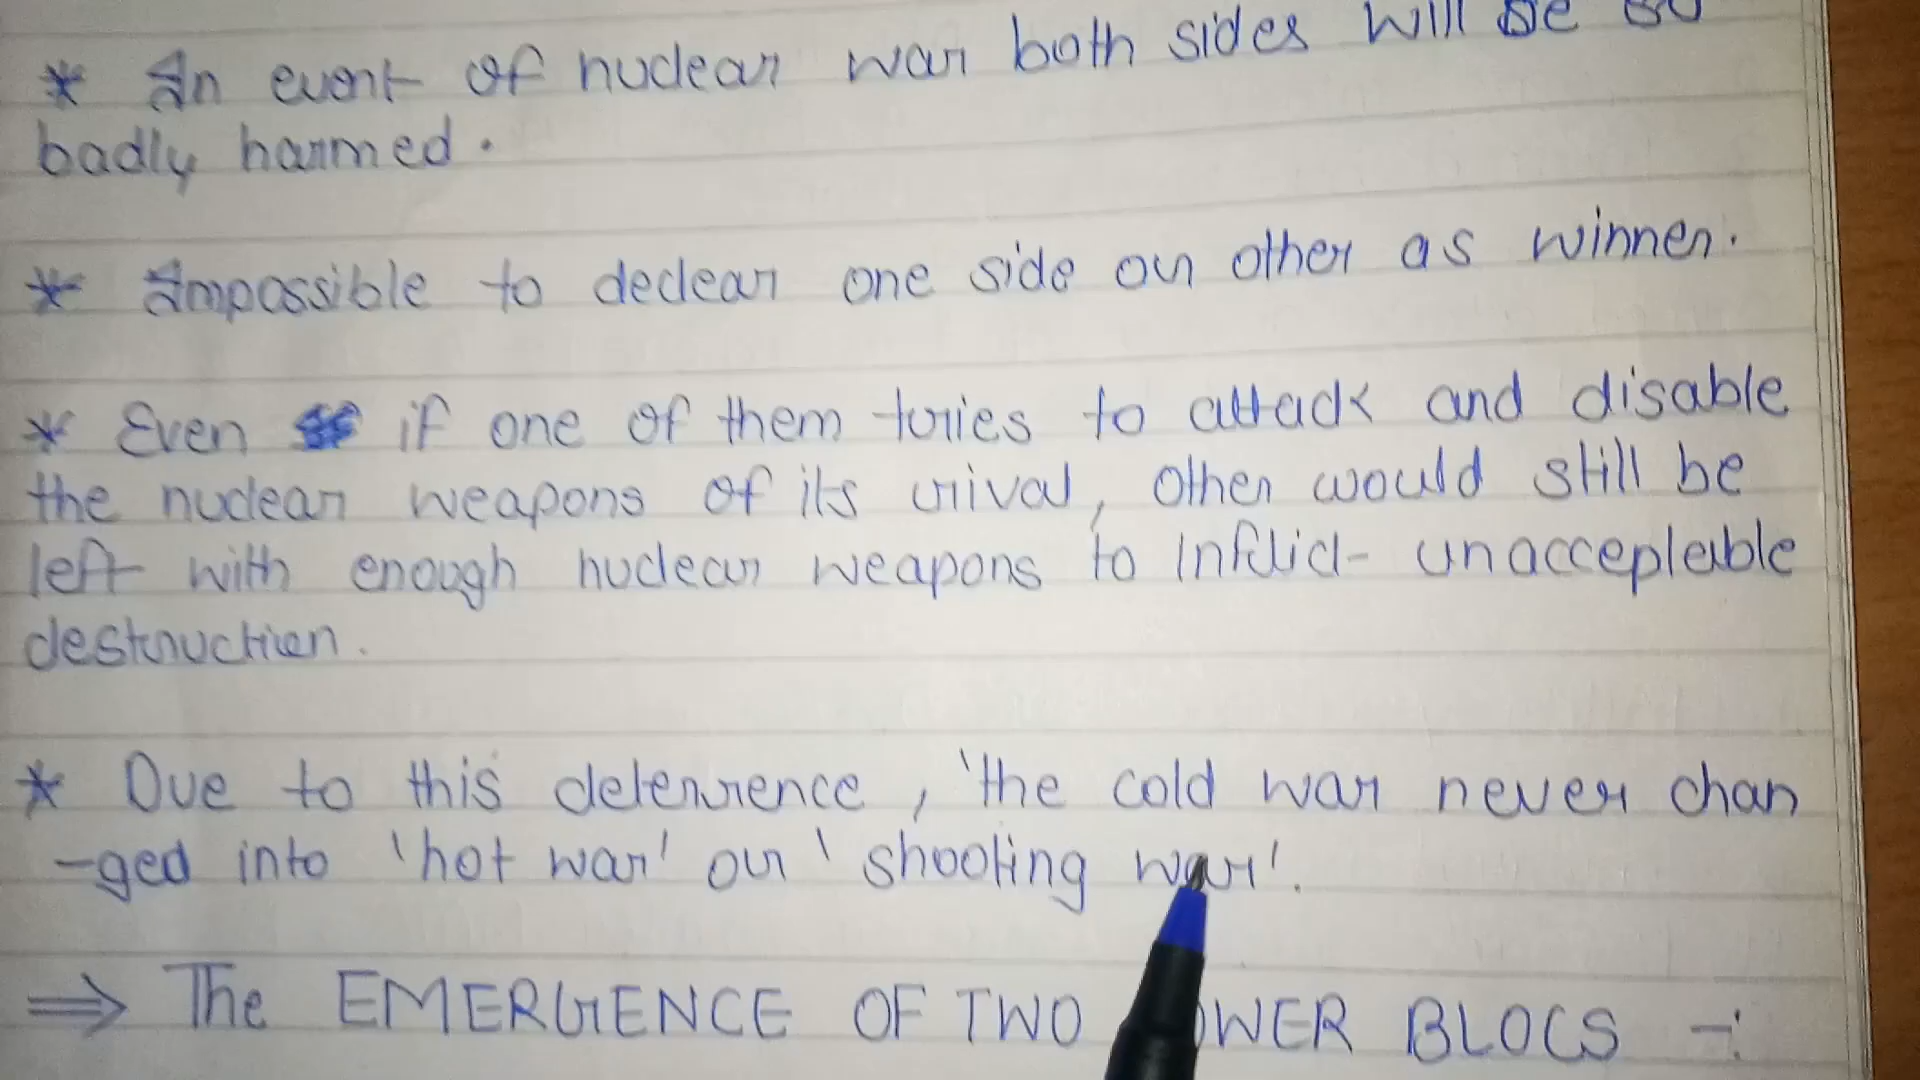 * In event of nuclear war both sides will be so
badly harmed.
* Impossible to declear one side or other as winner.
* Even if one of them tries to attack and disable
the nuclear weapons of its rival, other would still be
left with enough nuclear weapons to inflict unacceptable
destruction.
* Due to this deterrence, 'the cold war never chan
-ged into 'hot war' or 'shooting war'.
⇒ The EMERGENCE OF TWO POWER BLOCS -: